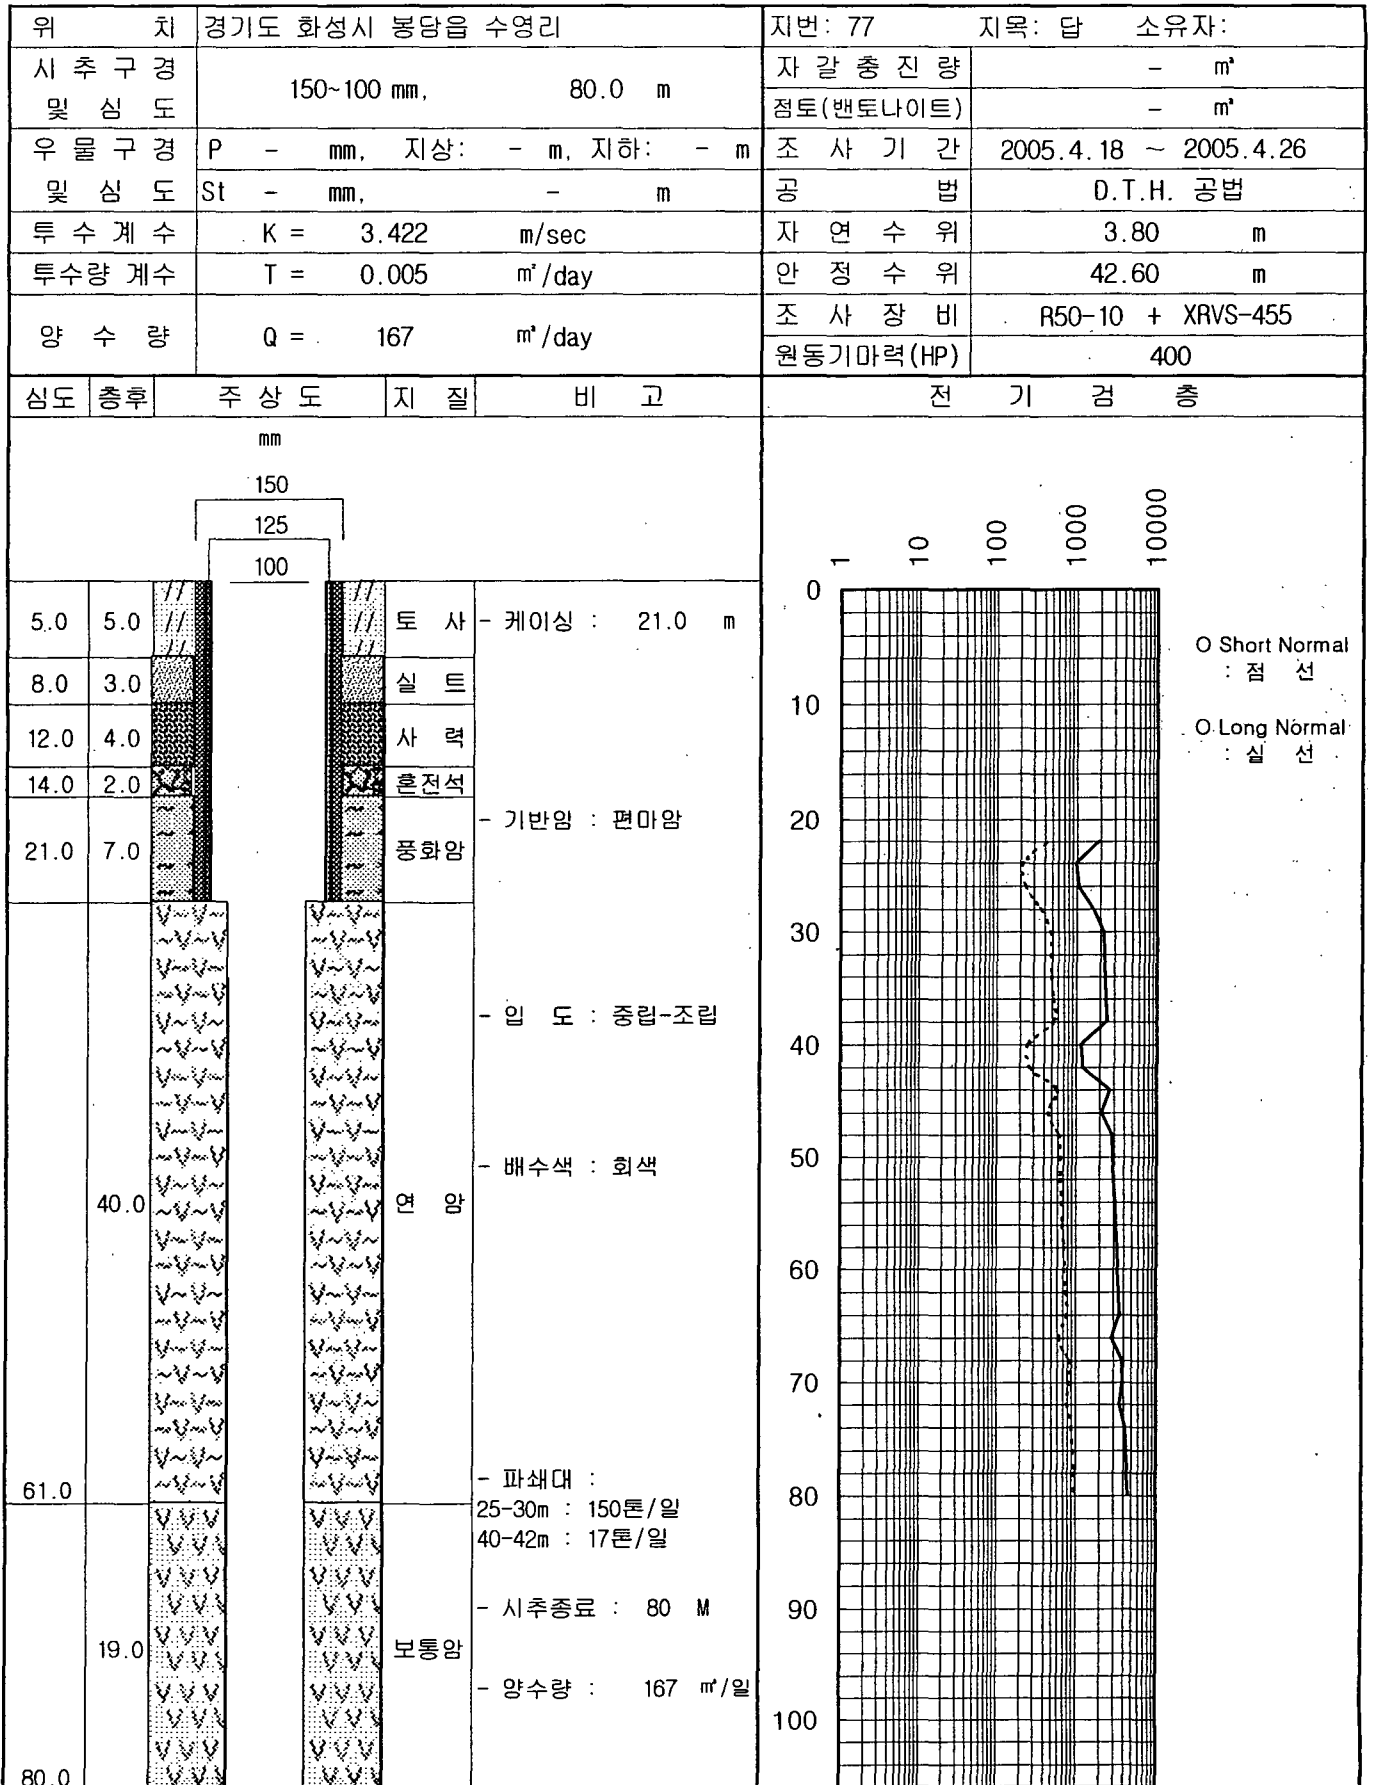 위 치 경기도 화성시 봉담읍 수영리 지번: 77 지목: 답 소유자:
시 추 구 경 및 심 도 150~100 mm, 80.0 m
자 갈 충 진 량 - ㎥
점토(밴토나이트) - ㎥
우 물 구 경 및 심 도 P - mm, 지상: - m, 지하: - m
St - mm, - m
조 사 기 간 2005.4.18 ~ 2005.4.26
공 법 D.T.H. 공법
투 수 계 수 K = 3.422 m/sec
자 연 수 위 3.80 m
투수량 계수 T = 0.005 ㎡/day
안 정 수 위 42.60 m
양 수 량 Q = 167 ㎥/day
조 사 장 비 R50-10 + XRVS-455
원동기마력(HP) 400
심도 층후 주 상 도 지 질 비 고 전 기 검 층
mm
150
125
100
5.0 5.0 토 사 - 케이싱 : 21.0 m
8.0 3.0 실 트
12.0 4.0 사 력
14.0 2.0 혼전석
21.0 7.0 풍화암
- 기반암 : 편마암
- 입 도 : 중립-조립
- 배수색 : 회색
40.0 연 암
61.0
- 파쇄대 :
25-30m : 150톤/일
40-42m : 17톤/일
- 시추종료 : 80 M
19.0 보통암
- 양수량 : 167 ㎥/일
80.0
1 10 100 1000 10000
0
10
20
30
40
50
60
70
80
90
100
O Short Normal
: 점 선
O Long Normal
: 실 선